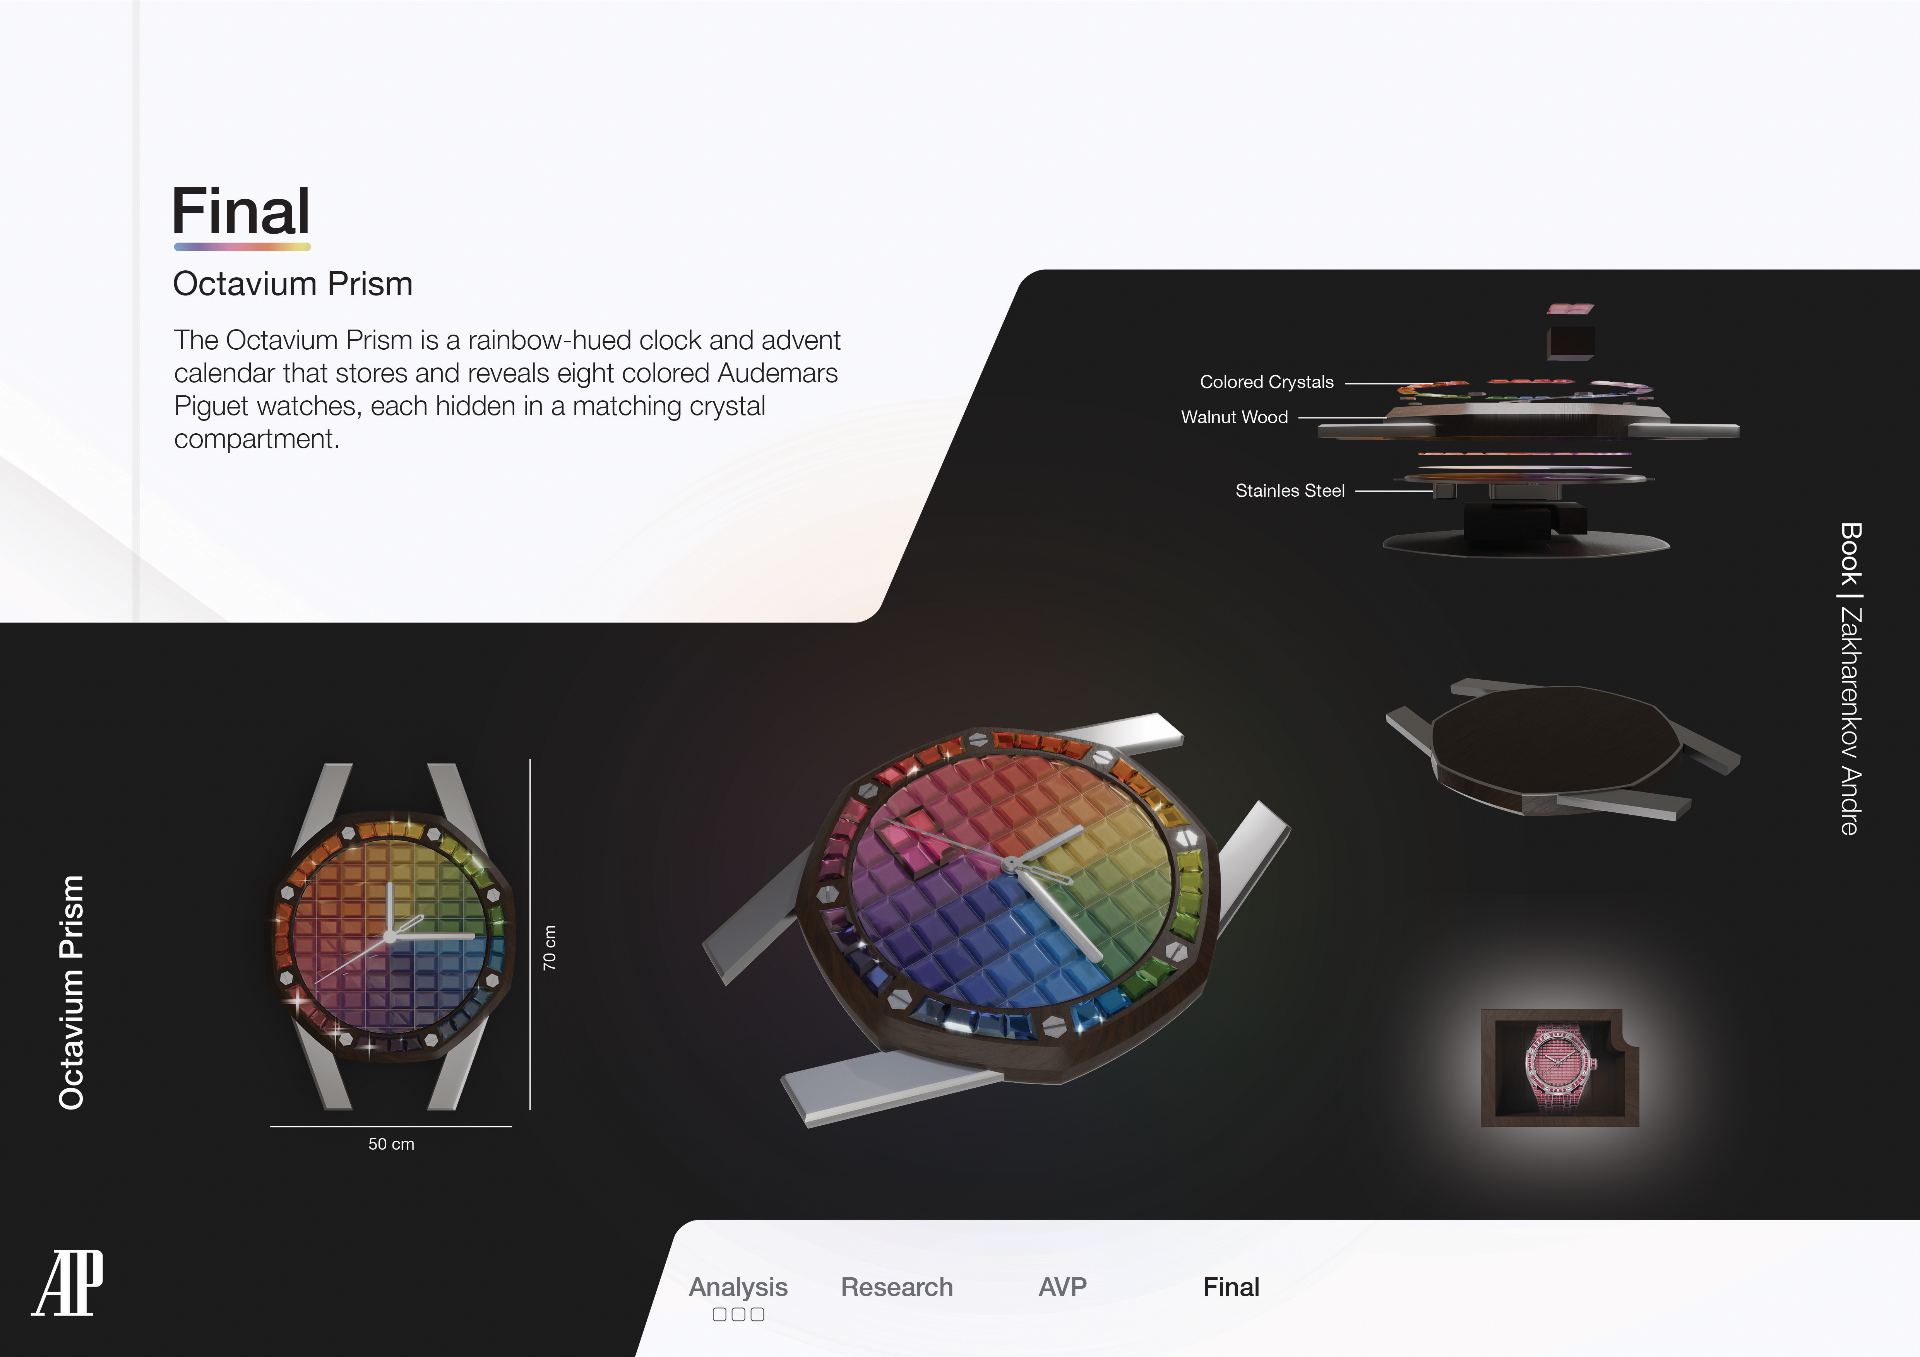 Final
Octavium Prism
The Octavium Prism is a rainbow-hued clock and advent
calendar that stores and reveals eight colored Audemars
Piguet watches, each hidden in a matching crystal
compartment.
Colored Crystals
Walnut Wood
Stainles Steel
Book | Zakharenkov Andre
Octavium Prism
70 cm
50 cm
AP
Analysis
Research
AVP
Final